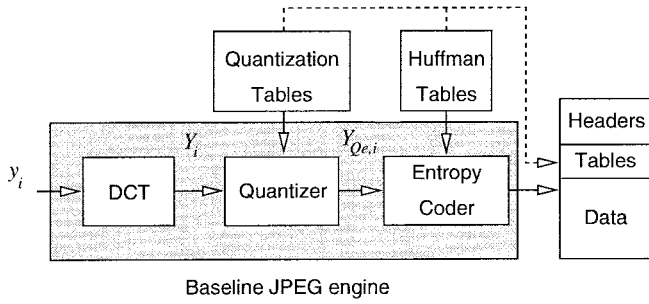 Quantization
Tables
Huffman
Tables
Headers
Tables
Data
y_i
Y_i
Y_{Qe,i}
DCT
Quantizer
Entropy
Coder
Baseline JPEG engine